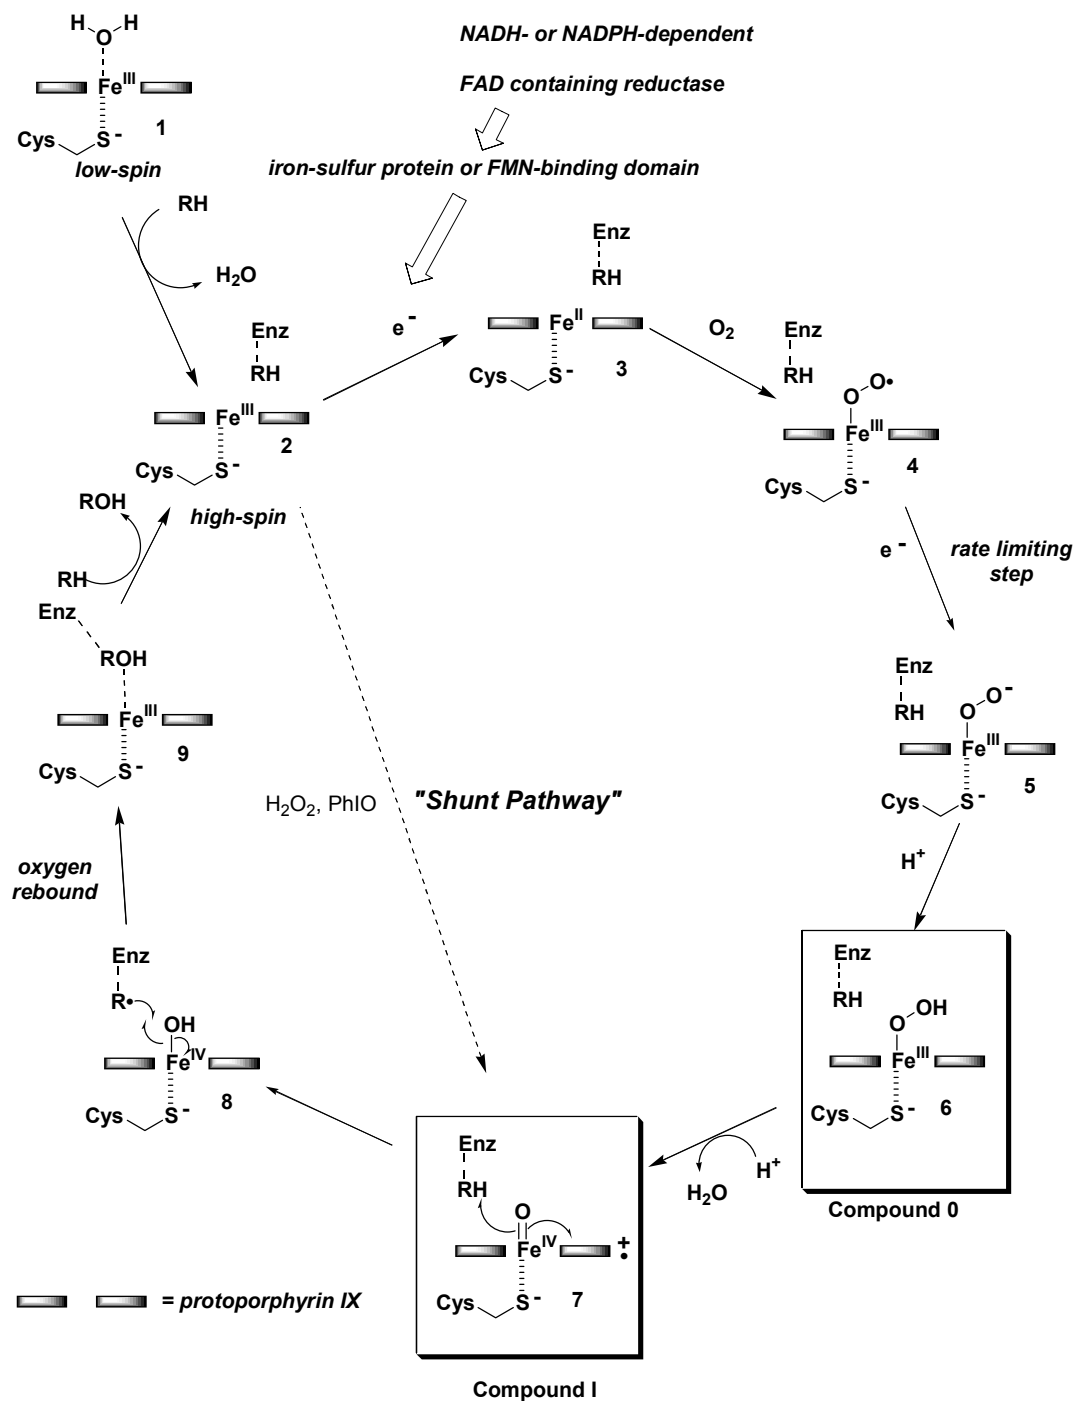 H H
O
Fe III
Cys S -
1
low-spin
NADH- or NADPH-dependent
FAD containing reductase
iron-sulfur protein or FMN-binding domain
RH
H2O
Enz
RH
Fe III
Cys S -
2
high-spin
e -
Enz
RH
Fe II
Cys S -
3
O2
Enz
RH
O O•
Fe III
Cys S -
4
e -
rate limiting
step
Enz
RH
O O -
Fe III
Cys S -
5
H+
Enz
RH
O OH
Fe III
Cys S -
6
Compound 0
H+
H2O
Enz
RH
O
Fe IV
+
•
Cys S -
7
Compound I
H2O2, PhIO
"Shunt Pathway"
Enz
R•
OH
Fe IV
Cys S -
8
oxygen
rebound
Enz
ROH
Fe III
Cys S -
9
RH
ROH
= protoporphyrin IX